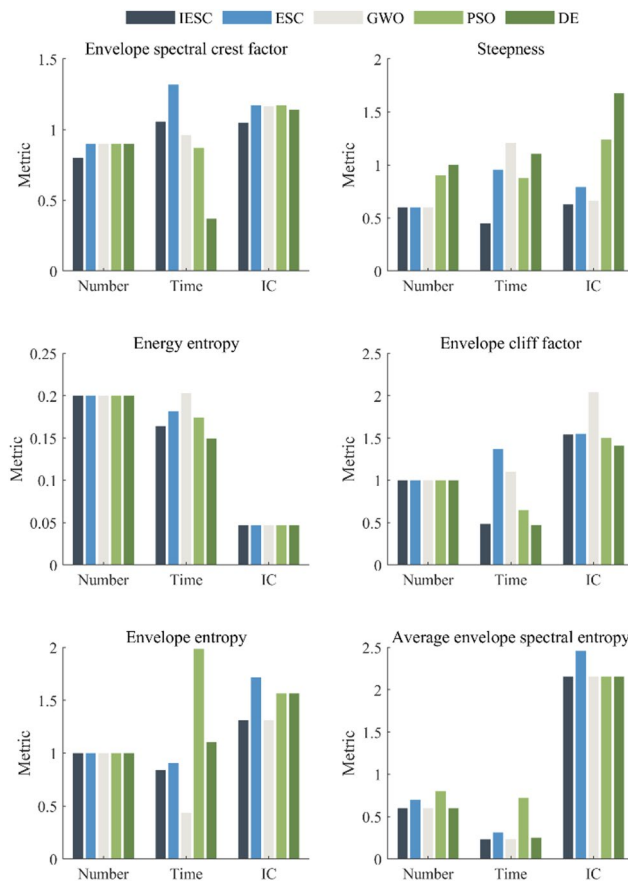 IESC ESC GWO PSO DE
Envelope spectral crest factor
1.5
1
0.5
0
Metric
Number Time IC
Steepness
2
1.5
1
0.5
0
Metric
Number Time IC
Energy entropy
0.25
0.2
0.15
0.1
0.05
0
Metric
Number Time IC
Envelope cliff factor
2.5
2
1.5
1
0.5
0
Metric
Number Time IC
Envelope entropy
2
1.5
1
0.5
0
Metric
Number Time IC
Average envelope spectral entropy
2.5
2
1.5
1
0.5
0
Metric
Number Time IC